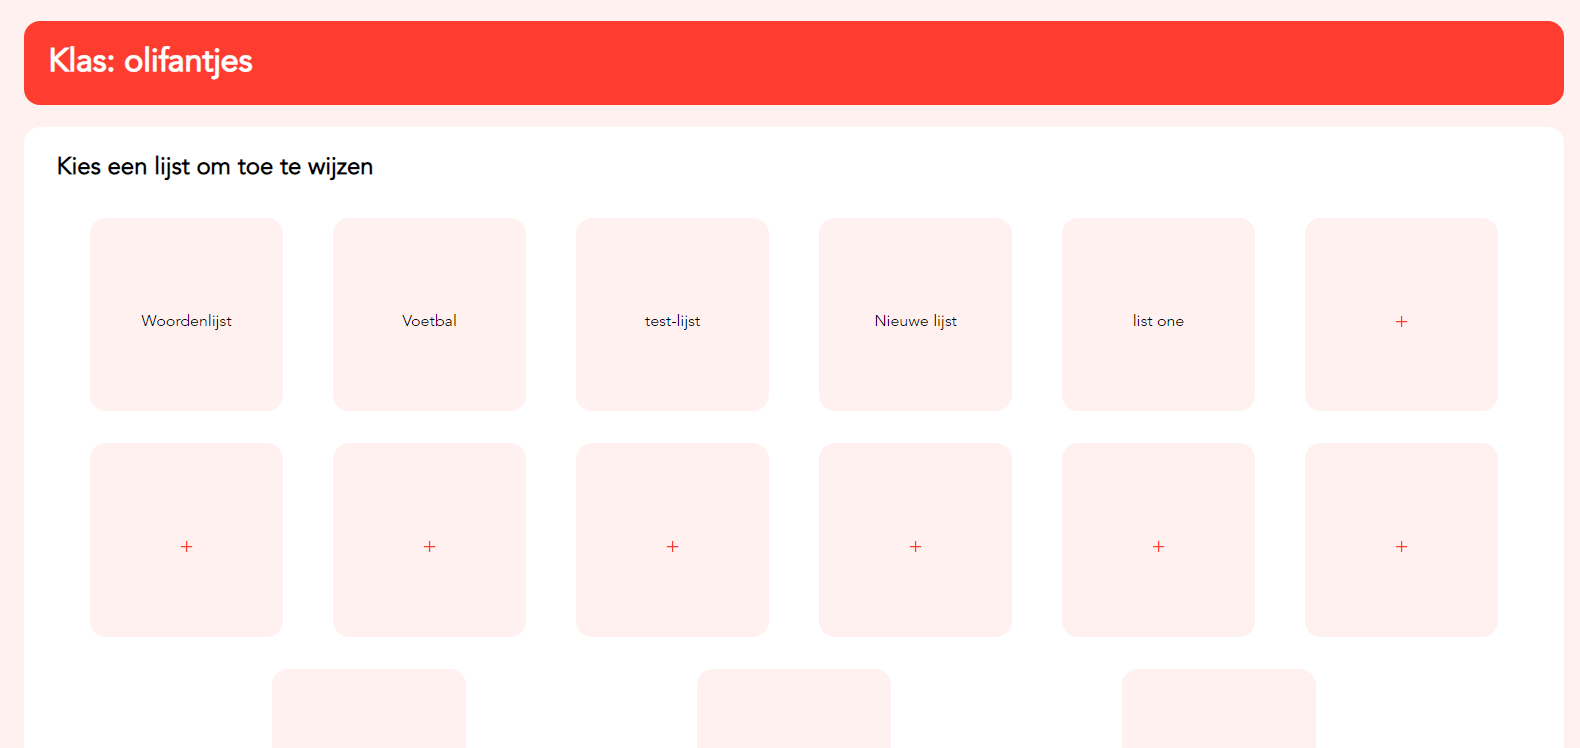 Klas: olifantjes
Kies een lijst om toe te wijzen
Woordenlijst
Voetbal
test-lijst
Nieuwe lijst
list one
+
+
+
+
+
+
+